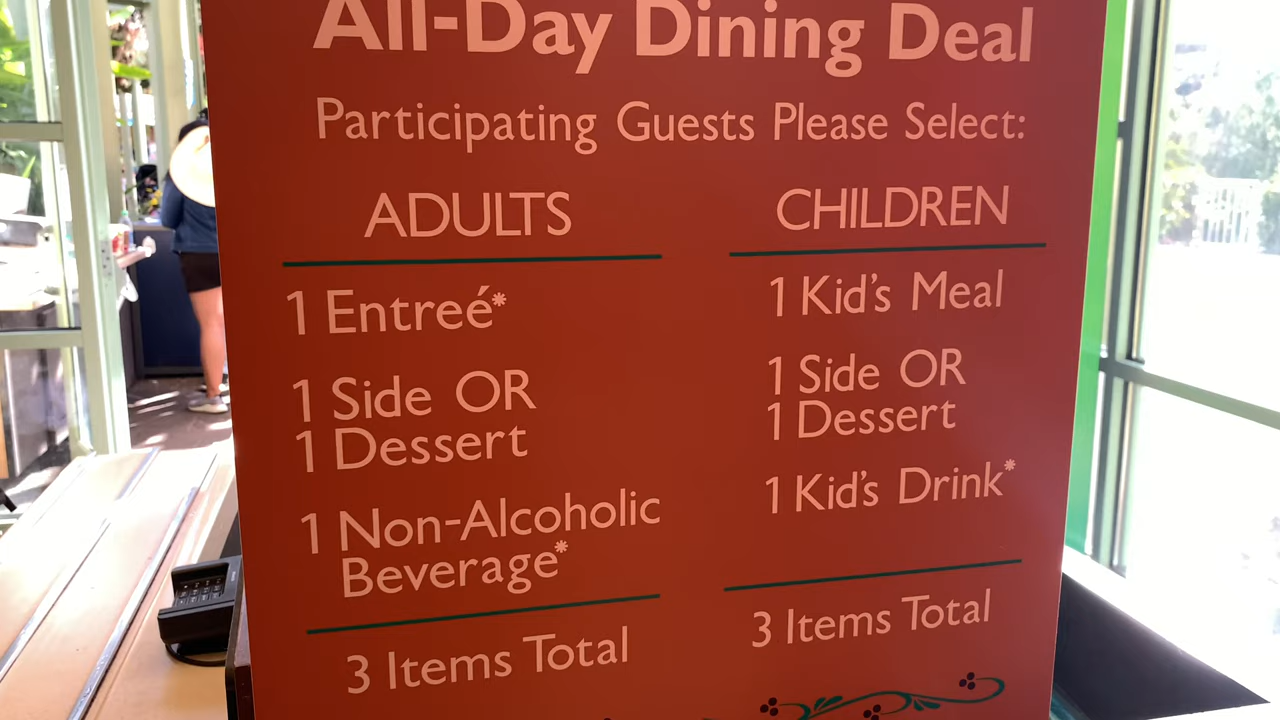 All-Day Dining Deal
Participating Guests Please Select:
ADULTS
1 Entreé*
1 Side OR
1 Dessert
1 Non-Alcoholic
Beverage*
3 Items Total
CHILDREN
1 Kid's Meal
1 Side OR
1 Dessert
1 Kid's Drink*
3 Items Total